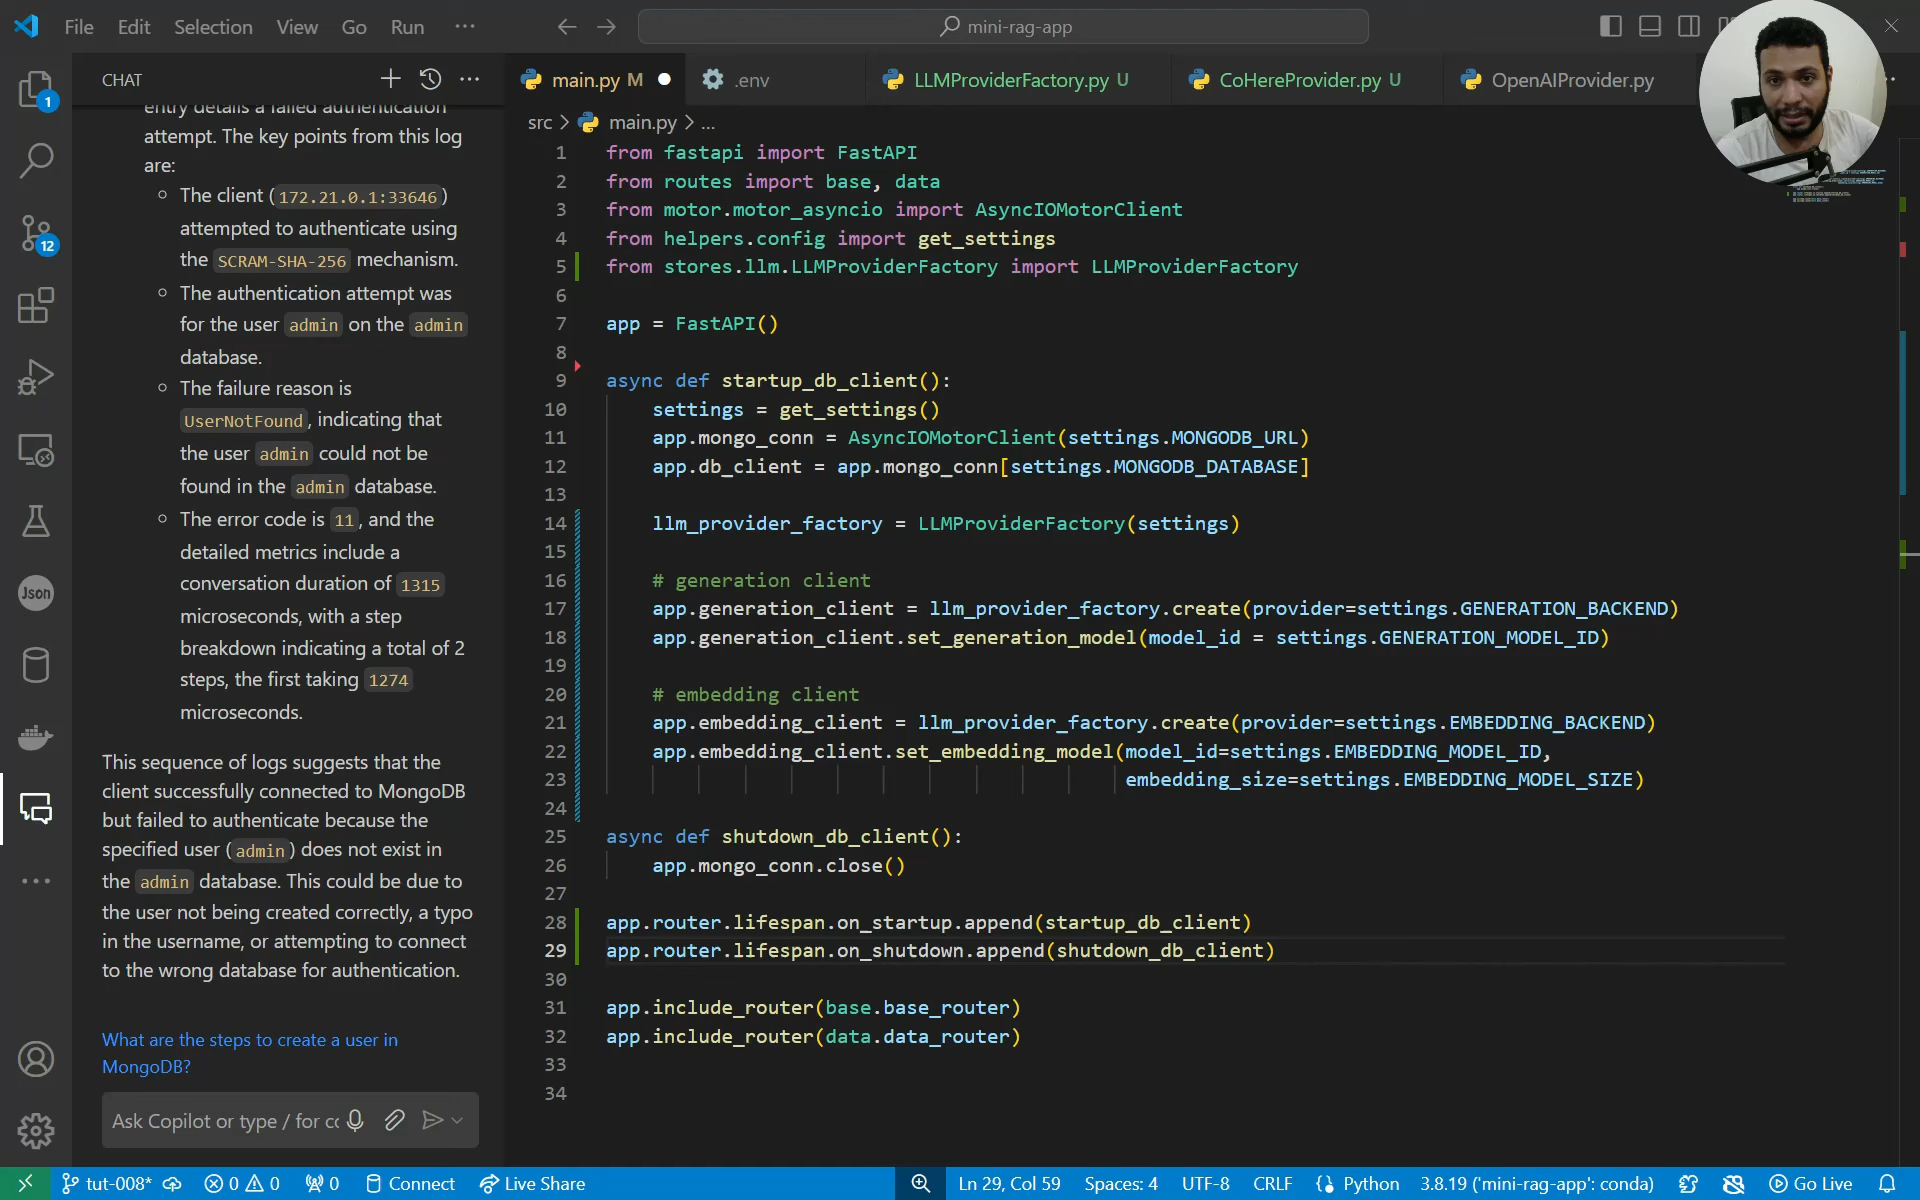 File Edit Selection View Go Run ···
mini-rag-app
CHAT
main.py M
.env
LLMProviderFactory.py U
CoHereProvider.py U
OpenAIProvider.py
1
12
Json
entry details a failed authentication
attempt. The key points from this log
are:
The client (172.21.0.1:33646)
attempted to authenticate using
the SCRAM-SHA-256 mechanism.
The authentication attempt was
for the user admin on the admin
database.
The failure reason is
UserNotFound, indicating that
the user admin could not be
found in the admin database.
The error code is 11, and the
detailed metrics include a
conversation duration of 1315
microseconds, with a step
breakdown indicating a total of 2
steps, the first taking 1274
microseconds.
This sequence of logs suggests that the
client successfully connected to MongoDB
but failed to authenticate because the
specified user (admin) does not exist in
the admin database. This could be due to
the user not being created correctly, a typo
in the username, or attempting to connect
to the wrong database for authentication.
What are the steps to create a user in
MongoDB?
Ask Copilot or type / for cc
src > main.py > ...
1 from fastapi import FastAPI
2 from routes import base, data
3 from motor.motor_asyncio import AsyncIOMotorClient
4 from helpers.config import get_settings
5 from stores.llm.LLMProviderFactory import LLMProviderFactory
6
7 app = FastAPI()
8
9 async def startup_db_client():
10 settings = get_settings()
11 app.mongo_conn = AsyncIOMotorClient(settings.MONGODB_URL)
12 app.db_client = app.mongo_conn[settings.MONGODB_DATABASE]
13
14 llm_provider_factory = LLMProviderFactory(settings)
15
16 # generation client
17 app.generation_client = llm_provider_factory.create(provider=settings.GENERATION_BACKEND)
18 app.generation_client.set_generation_model(model_id = settings.GENERATION_MODEL_ID)
19
20 # embedding client
21 app.embedding_client = llm_provider_factory.create(provider=settings.EMBEDDING_BACKEND)
22 app.embedding_client.set_embedding_model(model_id=settings.EMBEDDING_MODEL_ID,
23 embedding_size=settings.EMBEDDING_MODEL_SIZE)
24
25 async def shutdown_db_client():
26 app.mongo_conn.close()
27
28 app.router.lifespan.on_startup.append(startup_db_client)
29 app.router.lifespan.on_shutdown.append(shutdown_db_client)
30
31 app.include_router(base.base_router)
32 app.include_router(data.data_router)
33
34
tut-008* 0 0 0 Connect Live Share Ln 29, Col 59 Spaces: 4 UTF-8 CRLF Python 3.8.19 ('mini-rag-app': conda) Go Live